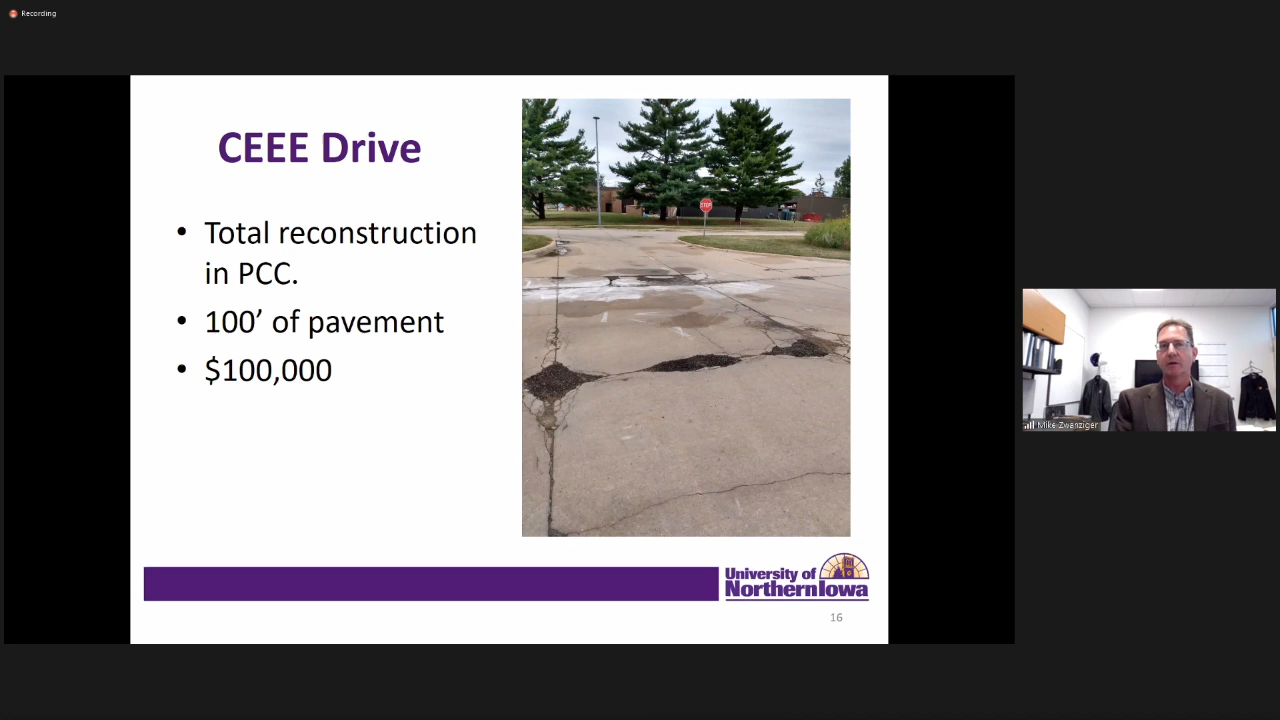 Recording
CEEE Drive
• Total reconstruction
in PCC.
• 100’ of pavement
• $100,000
STOP
University of
NorthernIowa
16
Mike Zwanziger